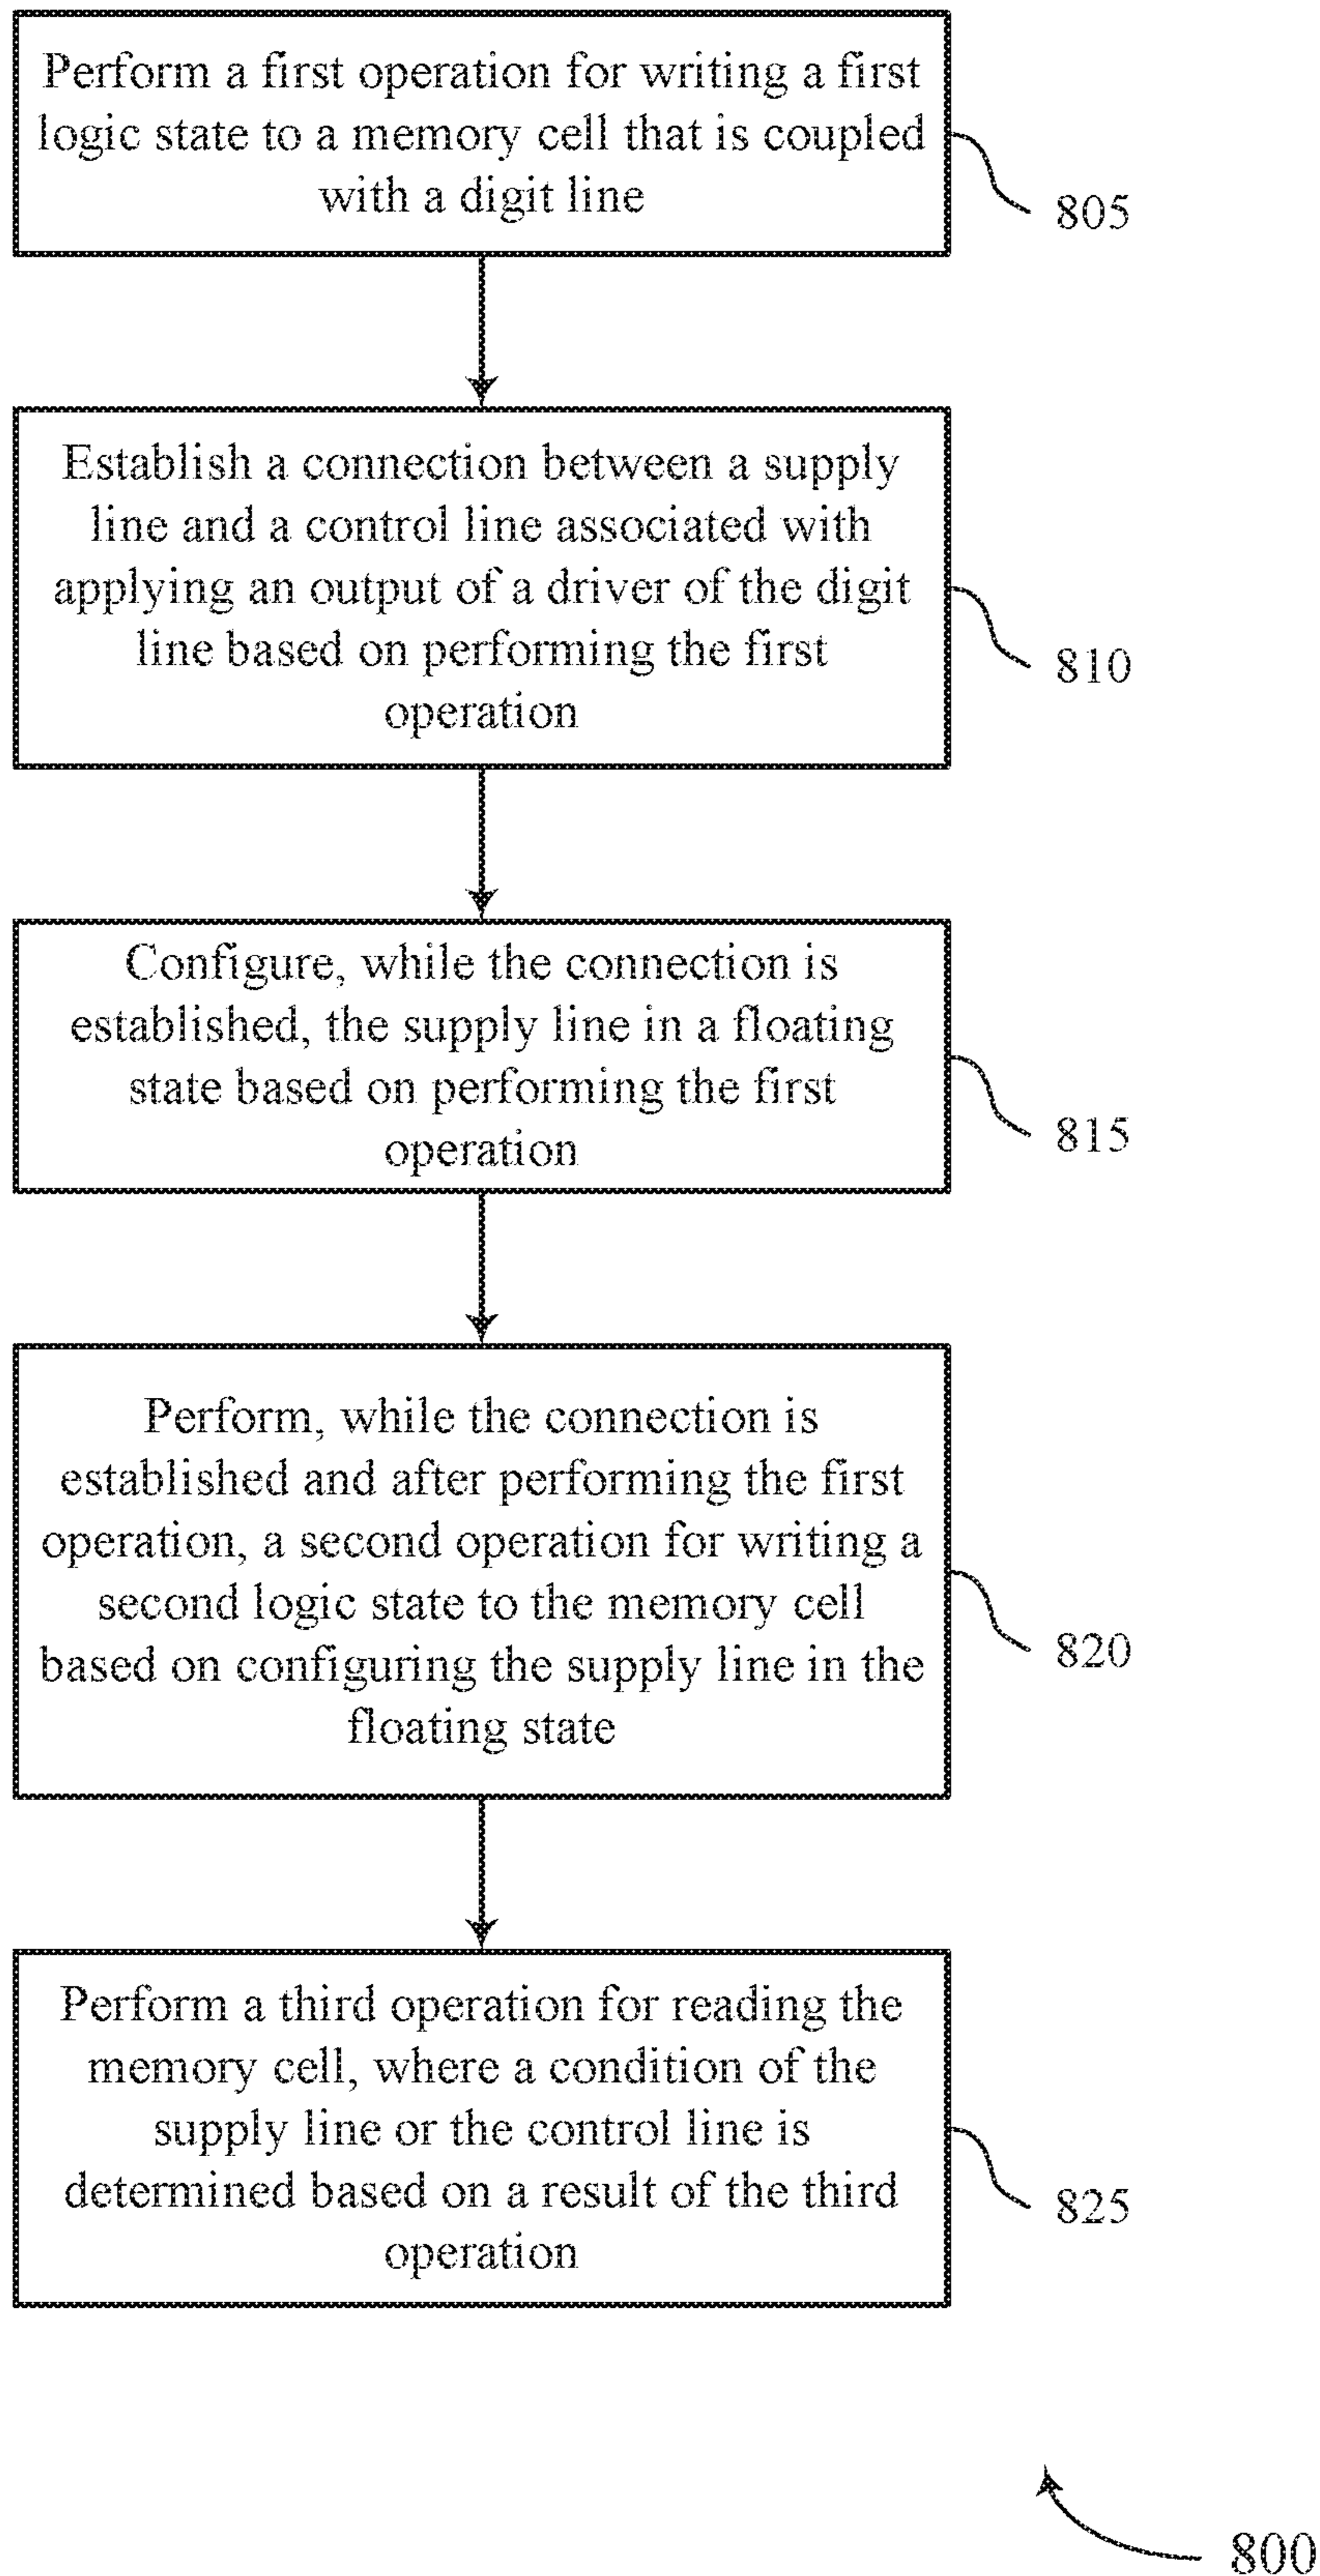 Perform a first operation for writing a first
logic state to a memory cell that is coupled
with a digit line
805
Establish a connection between a supply
line and a control line associated with
applying an output of a driver of the digit
line based on performing the first
operation
810
Configure, while the connection is
established, the supply line in a floating
state based on performing the first
operation
815
Perform, while the connection is
established and after performing the first
operation, a second operation for writing a
second logic state to the memory cell
based on configuring the supply line in the
floating state
820
Perform a third operation for reading the
memory cell, where a condition of the
supply line or the control line is
determined based on a result of the third
operation
825
800